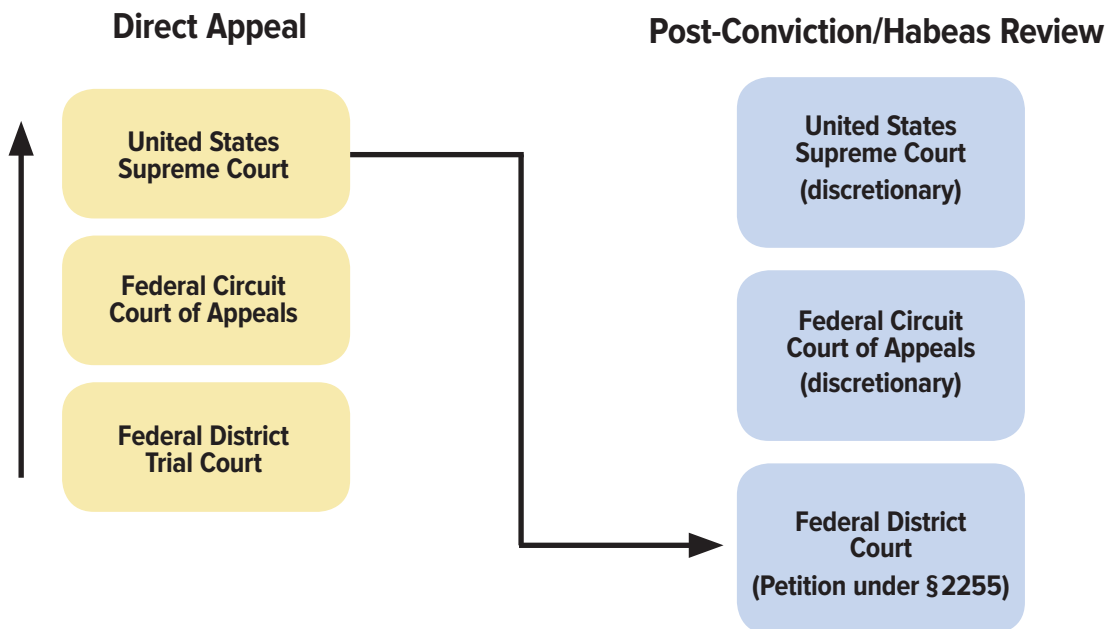 Direct Appeal
United States
Supreme Court
Federal Circuit
Court of Appeals
Federal District
Trial Court
Post-Conviction/Habeas Review
United States
Supreme Court
(discretionary)
Federal Circuit
Court of Appeals
(discretionary)
Federal District
Court
(Petition under § 2255)